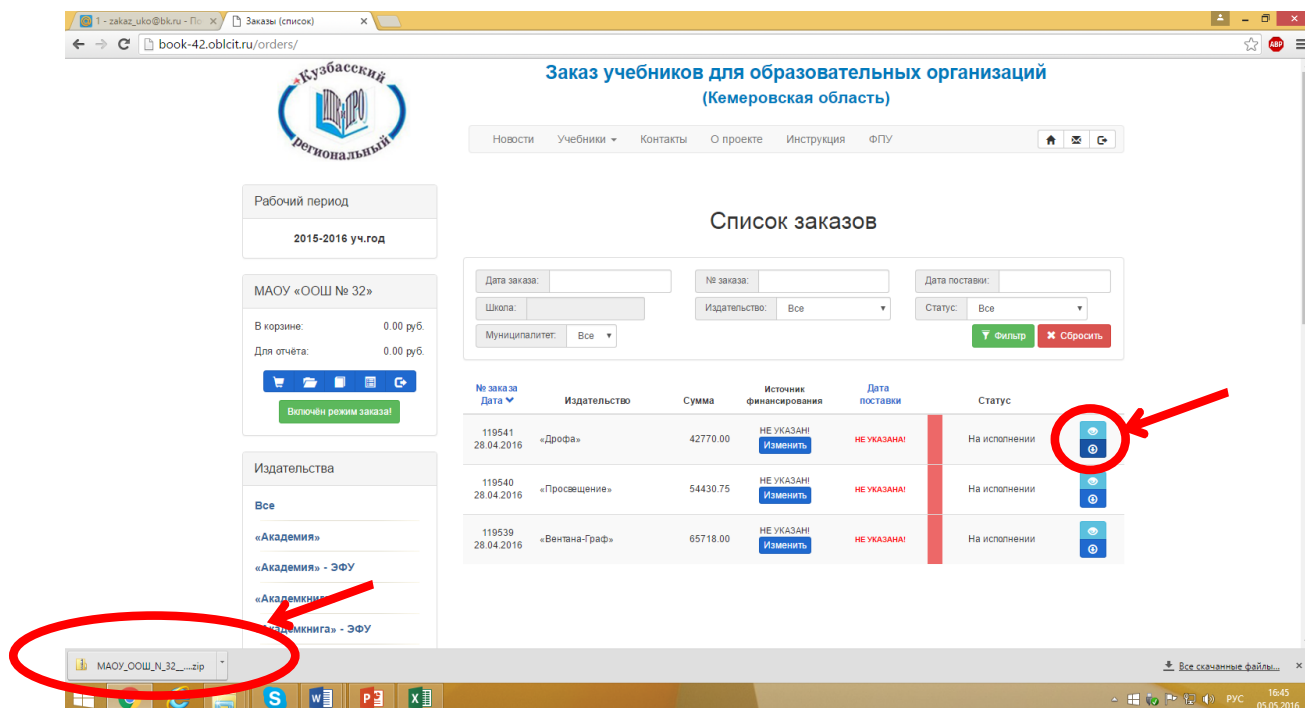 1 - zakaz_uko@bk.ru - По
Заказы (список)
book-42.oblcit.ru/orders/
ABP
Кузбасский
ИПКиПРО
региональный
Заказ учебников для образовательных организаций
(Кемеровская область)
Новости Учебники Контакты О проекте Инструкция ФПУ
Рабочий период
2015-2016 уч.год
МАОУ «ООШ № 32»
В корзине: 0.00 руб.
Для отчёта: 0.00 руб.
Включён режим заказа!
Издательства
Все
«Академия»
«Академия» - ЭФУ
«Академкни
Академкнига» - ЭФУ
Список заказов
Дата заказа: № заказа: Дата поставки:
Школа: Издательство: Все Статус: Все
Муниципалитет: Все Фильтр Сбросить
№ заказа
Дата Издательство Сумма Источник финансирования Дата поставки Статус
119541
28.04.2016 «Дрофа» 42770.00 НЕ УКАЗАН! Изменить НЕ УКАЗАНА! На исполнении
119540
28.04.2016 «Просвещение» 54430.75 НЕ УКАЗАН! Изменить НЕ УКАЗАНА! На исполнении
119539
28.04.2016 «Вентана-Граф» 65718.00 НЕ УКАЗАН! Изменить НЕ УКАЗАНА! На исполнении
МАОУ_ООШ_N_32__....zip
Все скачанные файлы...
РУС
16:45
05.05.2016